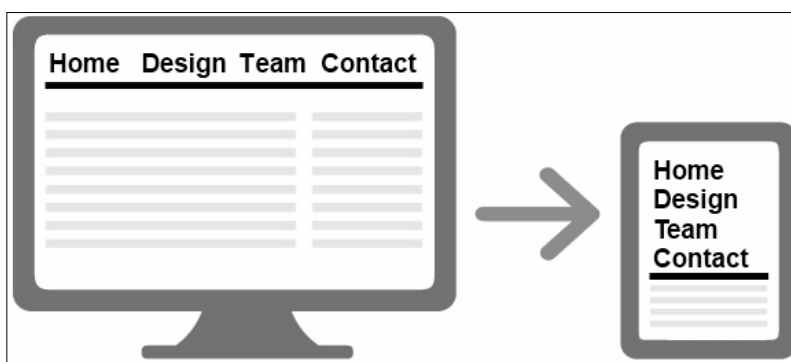 Home Design Team Contact
Home
Design
Team
Contact